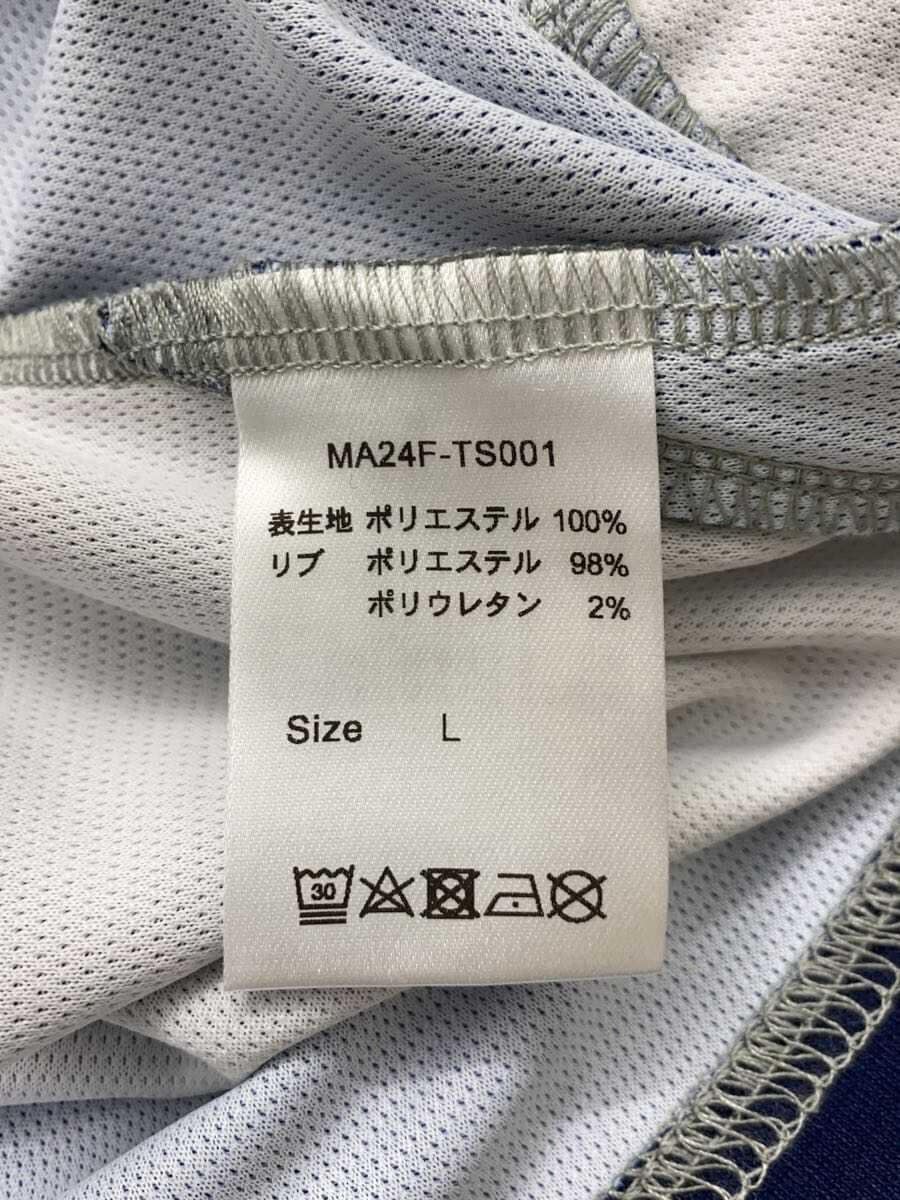 MA24F-TS001
表生地 ポリエステル 100%
リブ ポリエステル 98%
ポリウレタン 2%
Size L
30